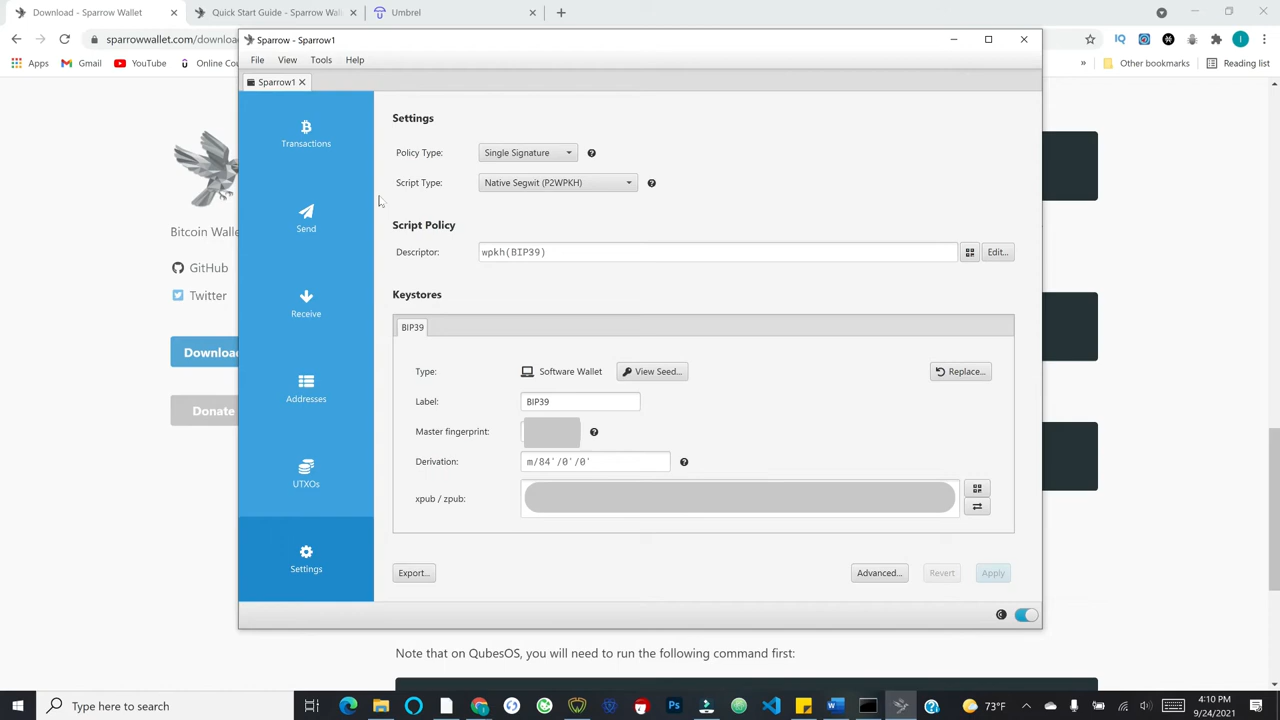 Download - Sparrow Wallet
Quick Start Guide - Sparrow Wall
Umbrel
sparrowwallet.com/downloa
Apps
Gmail
YouTube
Online Co
Other bookmarks
Reading list
Sparrow - Sparrow1
File
View
Tools
Help
Sparrow1
Transactions
Send
Receive
Addresses
UTXOs
Settings
Settings
Policy Type:
Single Signature
Script Type:
Native Segwit (P2WPKH)
Script Policy
Descriptor:
wpkh(BIP39)
Edit...
Keystores
BIP39
Type:
Software Wallet
View Seed...
Replace...
Label:
BIP39
Master fingerprint:
Derivation:
m/84'/0'/0'
xpub / zpub:
Export...
Advanced...
Revert
Apply
Bitcoin Walle
GitHub
Twitter
Download
Donate
Note that on QubesOS, you will need to run the following command first:
Type here to search
73°F
4:10 PM
9/24/2021